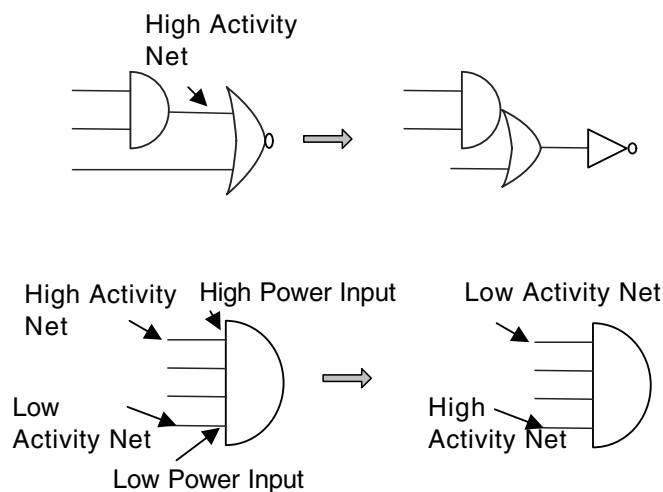 High Activity
Net
High Activity
Net
High Power Input
Low Activity Net
Low
Activity Net
High
Activity Net
Low Power Input